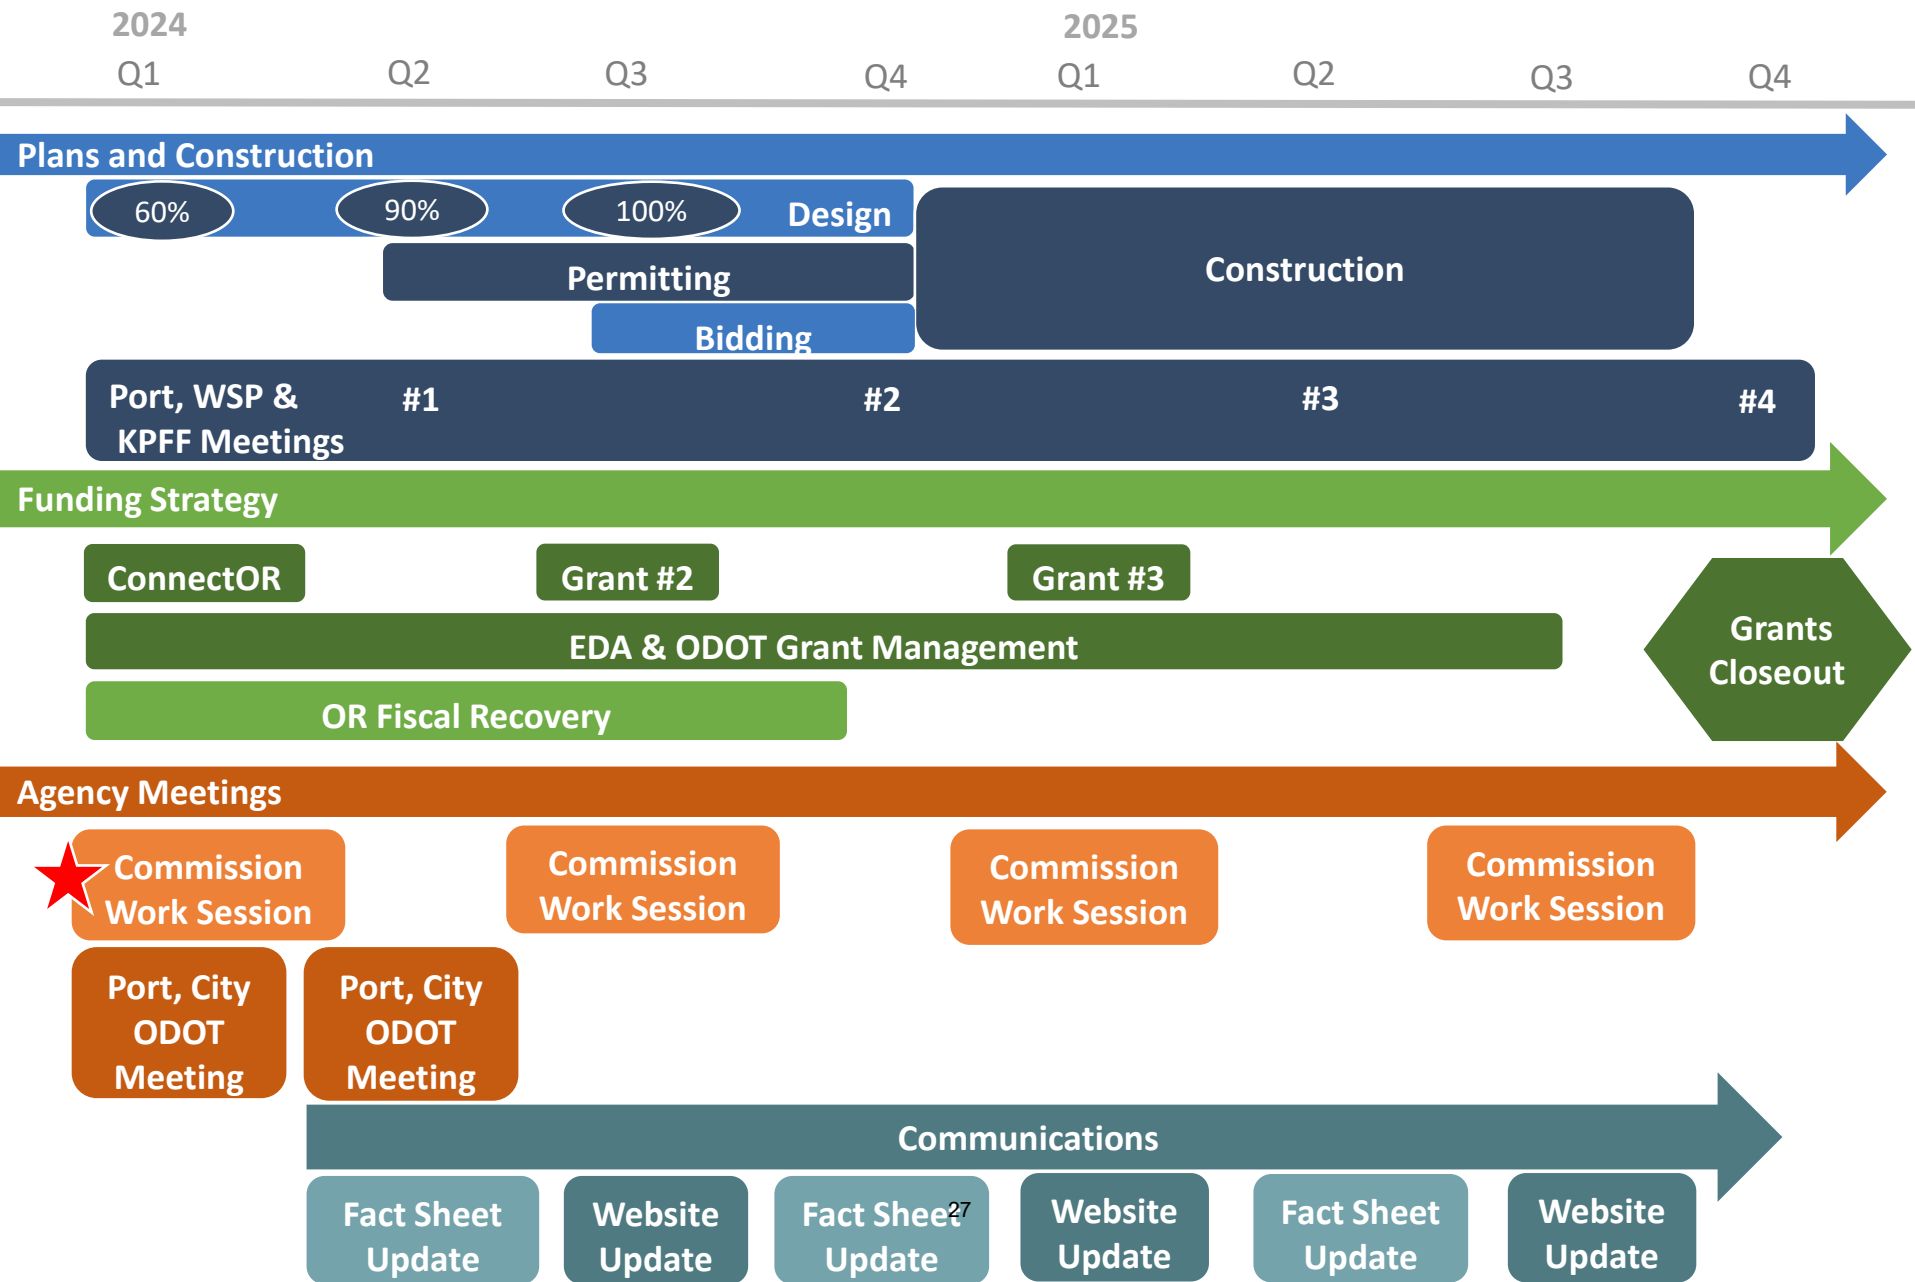 2024 2025
Q1 Q2 Q3 Q4 Q1 Q2 Q3 Q4
Plans and Construction
60% 90% 100% Design
Permitting
Bidding
Construction
Port, WSP &
KPFF Meetings
#1 #2 #3 #4
Funding Strategy
ConnectOR Grant #2 Grant #3
EDA & ODOT Grant Management
OR Fiscal Recovery
Grants
Closeout
Agency Meetings
Commission
Work Session
Commission
Work Session
Commission
Work Session
Commission
Work Session
Port, City
ODOT
Meeting
Port, City
ODOT
Meeting
Communications
Fact Sheet
Update
Website
Update
Fact Sheet
Update
27
Website
Update
Fact Sheet
Update
Website
Update